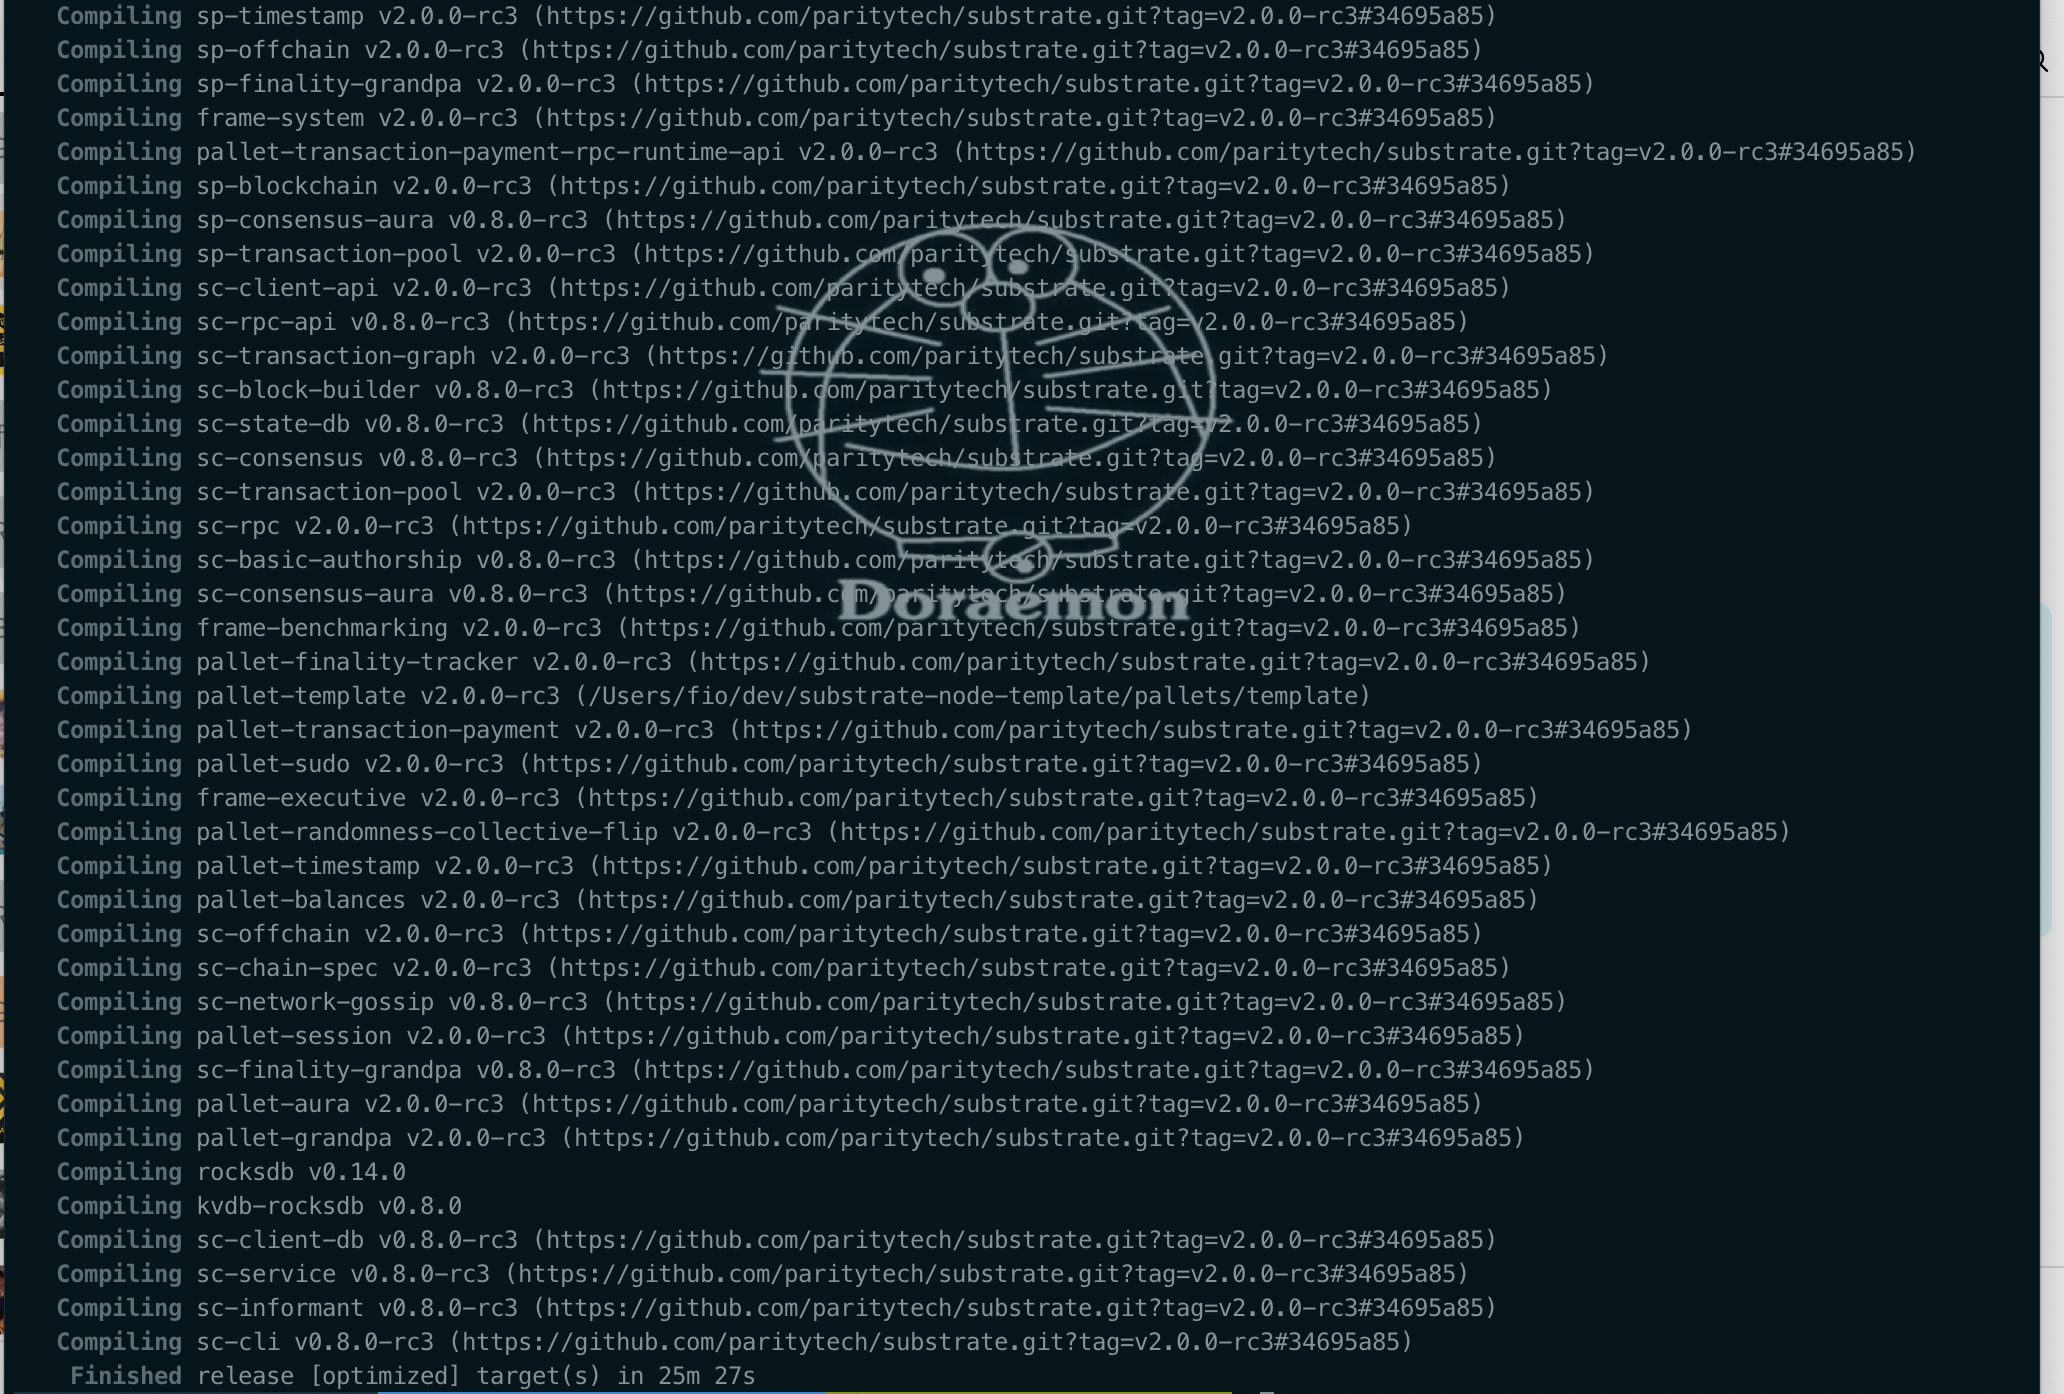 Compiling sp-timestamp v2.0.0-rc3 (https://github.com/paritytech/substrate.git?tag=v2.0.0-rc3#34695a85)
Compiling sp-offchain v2.0.0-rc3 (https://github.com/paritytech/substrate.git?tag=v2.0.0-rc3#34695a85)
Compiling sp-finality-grandpa v2.0.0-rc3 (https://github.com/paritytech/substrate.git?tag=v2.0.0-rc3#34695a85)
Compiling frame-system v2.0.0-rc3 (https://github.com/paritytech/substrate.git?tag=v2.0.0-rc3#34695a85)
Compiling pallet-transaction-payment-rpc-runtime-api v2.0.0-rc3 (https://github.com/paritytech/substrate.git?tag=v2.0.0-rc3#34695a85)
Compiling sp-blockchain v2.0.0-rc3 (https://github.com/paritytech/substrate.git?tag=v2.0.0-rc3#34695a85)
Compiling sp-consensus-aura v0.8.0-rc3 (https://github.com/paritytech/substrate.git?tag=v2.0.0-rc3#34695a85)
Compiling sp-transaction-pool v2.0.0-rc3 (https://github.com/paritytech/substrate.git?tag=v2.0.0-rc3#34695a85)
Compiling sc-client-api v2.0.0-rc3 (https://github.com/paritytech/substrate.git?tag=v2.0.0-rc3#34695a85)
Compiling sc-rpc-api v0.8.0-rc3 (https://github.com/paritytech/substrate.git?tag=v2.0.0-rc3#34695a85)
Compiling sc-transaction-graph v2.0.0-rc3 (https://github.com/paritytech/substrate.git?tag=v2.0.0-rc3#34695a85)
Compiling sc-block-builder v0.8.0-rc3 (https://github.com/paritytech/substrate.git?tag=v2.0.0-rc3#34695a85)
Compiling sc-state-db v0.8.0-rc3 (https://github.com/paritytech/substrate.git?tag=v2.0.0-rc3#34695a85)
Compiling sc-consensus v0.8.0-rc3 (https://github.com/paritytech/substrate.git?tag=v2.0.0-rc3#34695a85)
Compiling sc-transaction-pool v2.0.0-rc3 (https://github.com/paritytech/substrate.git?tag=v2.0.0-rc3#34695a85)
Compiling sc-rpc v2.0.0-rc3 (https://github.com/paritytech/substrate.git?tag=v2.0.0-rc3#34695a85)
Compiling sc-basic-authorship v0.8.0-rc3 (https://github.com/paritytech/substrate.git?tag=v2.0.0-rc3#34695a85)
Compiling sc-consensus-aura v0.8.0-rc3 (https://github.com/paritytech/substrate.git?tag=v2.0.0-rc3#34695a85)
Doraemon
Compiling frame-benchmarking v2.0.0-rc3 (https://github.com/paritytech/substrate.git?tag=v2.0.0-rc3#34695a85)
Compiling pallet-finality-tracker v2.0.0-rc3 (https://github.com/paritytech/substrate.git?tag=v2.0.0-rc3#34695a85)
Compiling pallet-template v2.0.0-rc3 (/Users/fio/dev/substrate-node-template/pallets/template)
Compiling pallet-transaction-payment v2.0.0-rc3 (https://github.com/paritytech/substrate.git?tag=v2.0.0-rc3#34695a85)
Compiling pallet-sudo v2.0.0-rc3 (https://github.com/paritytech/substrate.git?tag=v2.0.0-rc3#34695a85)
Compiling frame-executive v2.0.0-rc3 (https://github.com/paritytech/substrate.git?tag=v2.0.0-rc3#34695a85)
Compiling pallet-randomness-collective-flip v2.0.0-rc3 (https://github.com/paritytech/substrate.git?tag=v2.0.0-rc3#34695a85)
Compiling pallet-timestamp v2.0.0-rc3 (https://github.com/paritytech/substrate.git?tag=v2.0.0-rc3#34695a85)
Compiling pallet-balances v2.0.0-rc3 (https://github.com/paritytech/substrate.git?tag=v2.0.0-rc3#34695a85)
Compiling sc-offchain v2.0.0-rc3 (https://github.com/paritytech/substrate.git?tag=v2.0.0-rc3#34695a85)
Compiling sc-chain-spec v2.0.0-rc3 (https://github.com/paritytech/substrate.git?tag=v2.0.0-rc3#34695a85)
Compiling sc-network-gossip v0.8.0-rc3 (https://github.com/paritytech/substrate.git?tag=v2.0.0-rc3#34695a85)
Compiling pallet-session v2.0.0-rc3 (https://github.com/paritytech/substrate.git?tag=v2.0.0-rc3#34695a85)
Compiling sc-finality-grandpa v0.8.0-rc3 (https://github.com/paritytech/substrate.git?tag=v2.0.0-rc3#34695a85)
Compiling pallet-aura v2.0.0-rc3 (https://github.com/paritytech/substrate.git?tag=v2.0.0-rc3#34695a85)
Compiling pallet-grandpa v2.0.0-rc3 (https://github.com/paritytech/substrate.git?tag=v2.0.0-rc3#34695a85)
Compiling rocksdb v0.14.0
Compiling kvdb-rocksdb v0.8.0
Compiling sc-client-db v0.8.0-rc3 (https://github.com/paritytech/substrate.git?tag=v2.0.0-rc3#34695a85)
Compiling sc-service v0.8.0-rc3 (https://github.com/paritytech/substrate.git?tag=v2.0.0-rc3#34695a85)
Compiling sc-informant v0.8.0-rc3 (https://github.com/paritytech/substrate.git?tag=v2.0.0-rc3#34695a85)
Compiling sc-cli v0.8.0-rc3 (https://github.com/paritytech/substrate.git?tag=v2.0.0-rc3#34695a85)
Finished release [optimized] target(s) in 25m 27s